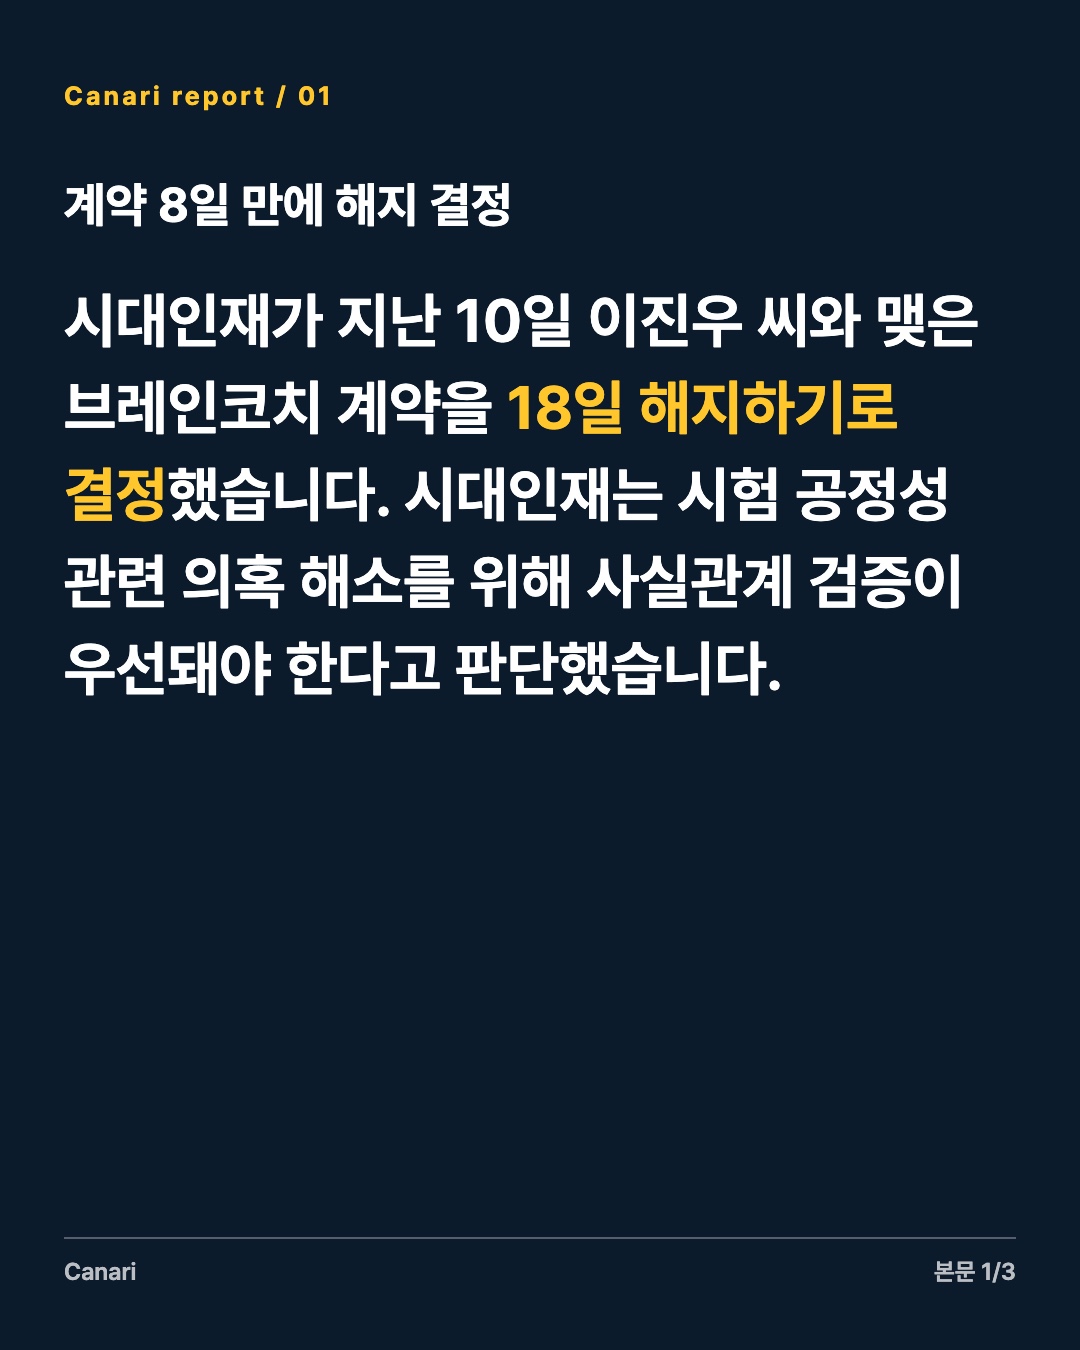 Canari report / 01
계약 8일 만에 해지 결정
시대인재가 지난 10일 이진우 씨와 맺은
브레인코치 계약을 18일 해지하기로
결정했습니다. 시대인재는 시험 공정성
관련 의혹 해소를 위해 사실관계 검증이
우선돼야 한다고 판단했습니다.
Canari
본문 1/3